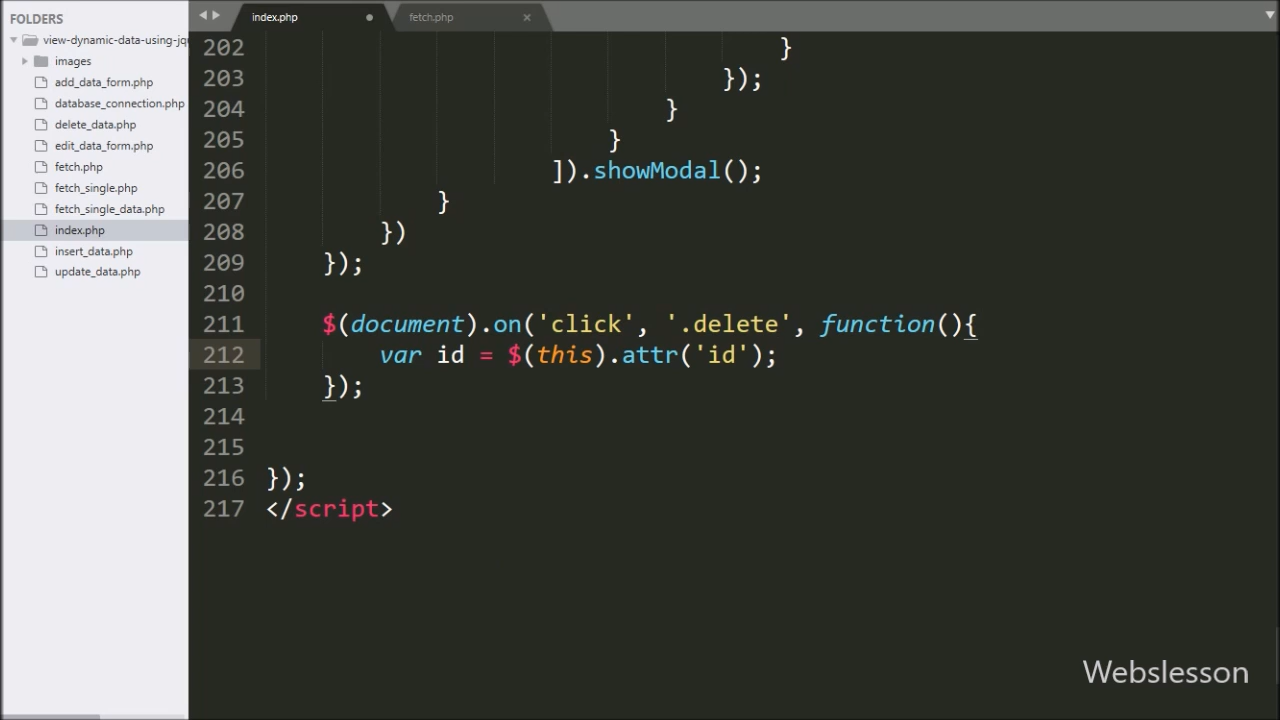 FOLDERS
view-dynamic-data-using-jqu
images
add_data_form.php
database_connection.php
delete_data.php
edit_data_form.php
fetch.php
fetch_single.php
fetch_single_data.php
index.php
insert_data.php
update_data.php
index.php
fetch.php
202 }
203 });
204 }
205 }
206 ]).showModal();
207 }
208 })
209 });
210
211 $(document).on('click', '.delete', function(){
212 var id = $(this).attr('id');
213 });
214
215
216 });
217 </script>
Webslesson